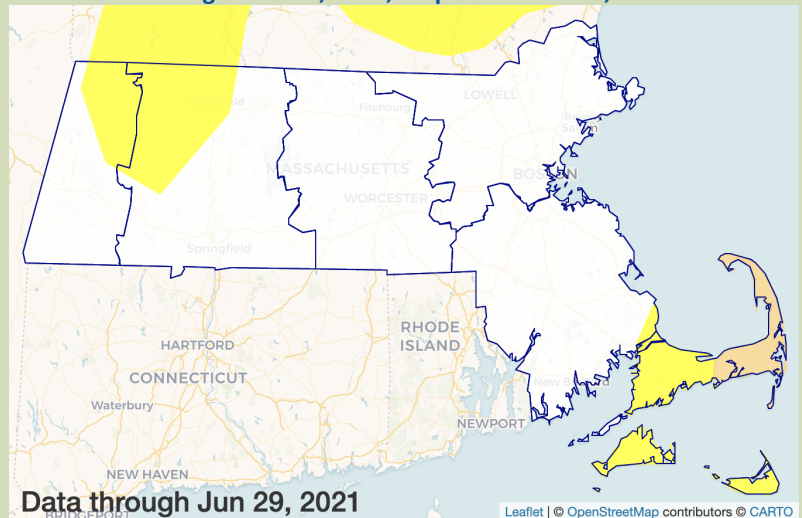 LOWELL
Fitchburg
MASSACHUSETTS
BOSTON
WORCESTER
Springfield
HARTFORD
RHODE
ISLAND
CONNECTICUT
Waterbury
NEWPORT
NEW HAVEN
Data through Jun 29, 2021
BRIDGEPORT
Leaflet | © OpenStreetMap contributors © CARTO